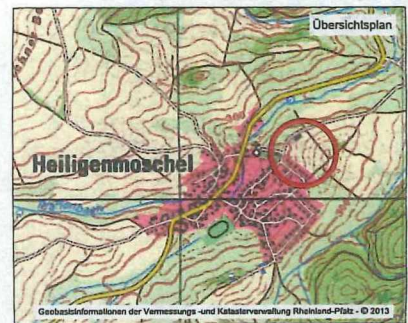 Übersichtsplan
Heiligenmoschel
Geobasisinformationen der Vermessungs -und Katasterverwaltung Rheinland-Pfalz - © 2013